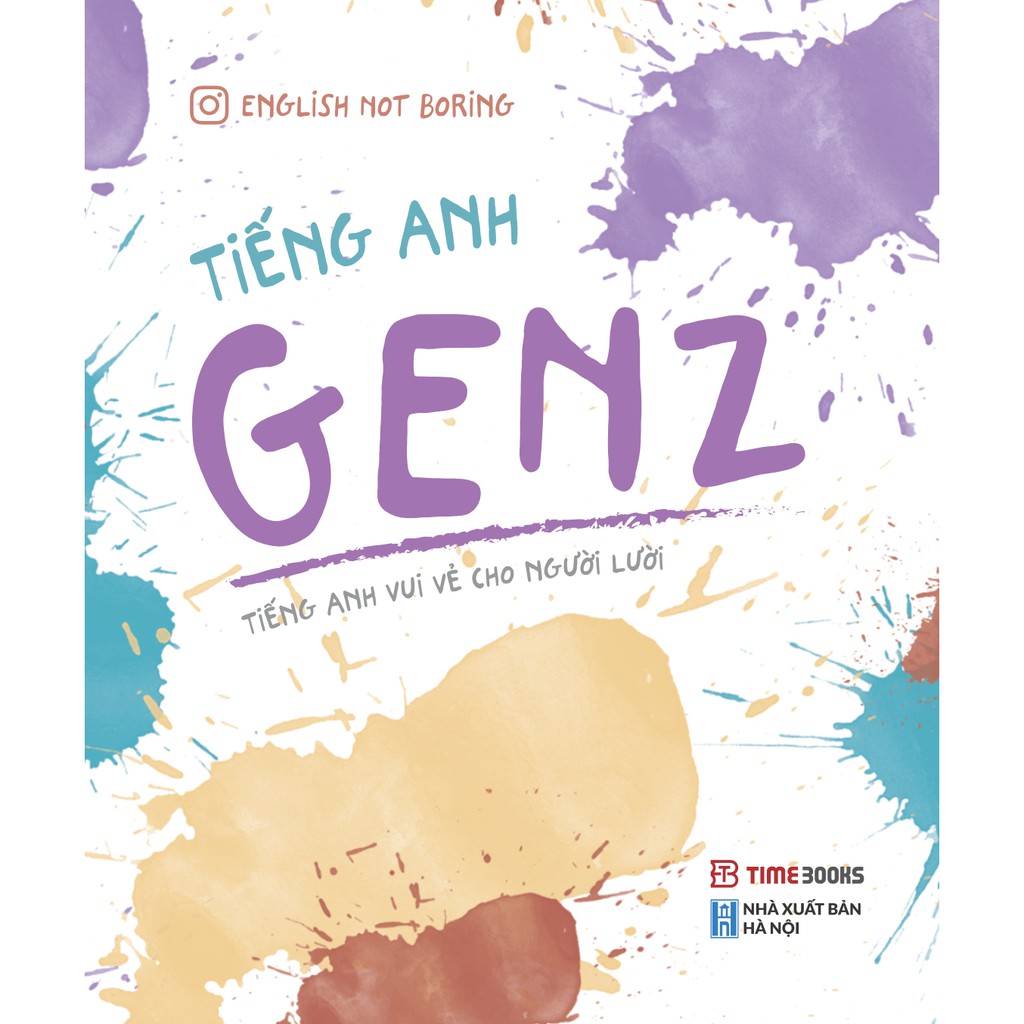 ENGLISH NOT BORING
TIẾNG ANH
GENZ
TIẾNG ANH VUI VẺ CHO NGƯỜI LƯỜI
TIMEBOOKS
NHÀ XUẤT BẢN
HÀ NỘI